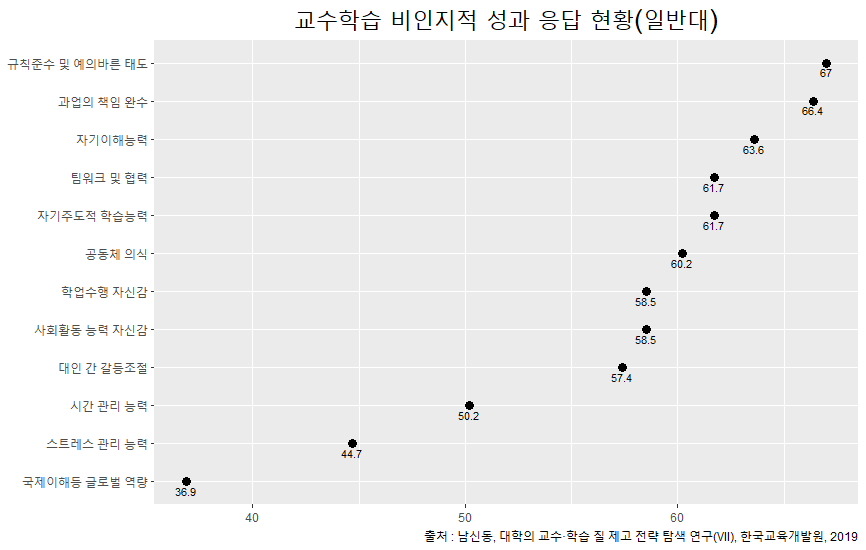 교수학습 비인지적 성과 응답 현황(일반대)
규칙준수 및 예의바른 태도
67
과업의 책임 완수
66.4
자기이해능력
63.6
팀워크 및 협력
61.7
자기주도적 학습능력
61.7
공동체 의식
60.2
학업수행 자신감
58.5
사회활동 능력 자신감
58.5
대인 간 갈등조절
57.4
시간 관리 능력
50.2
스트레스 관리 능력
44.7
국제이해등 글로벌 역량
36.9
40 50 60
출처 : 남신동, 대학의 교수·학습 질 제고 전략 탐색 연구(VII), 한국교육개발원, 2019